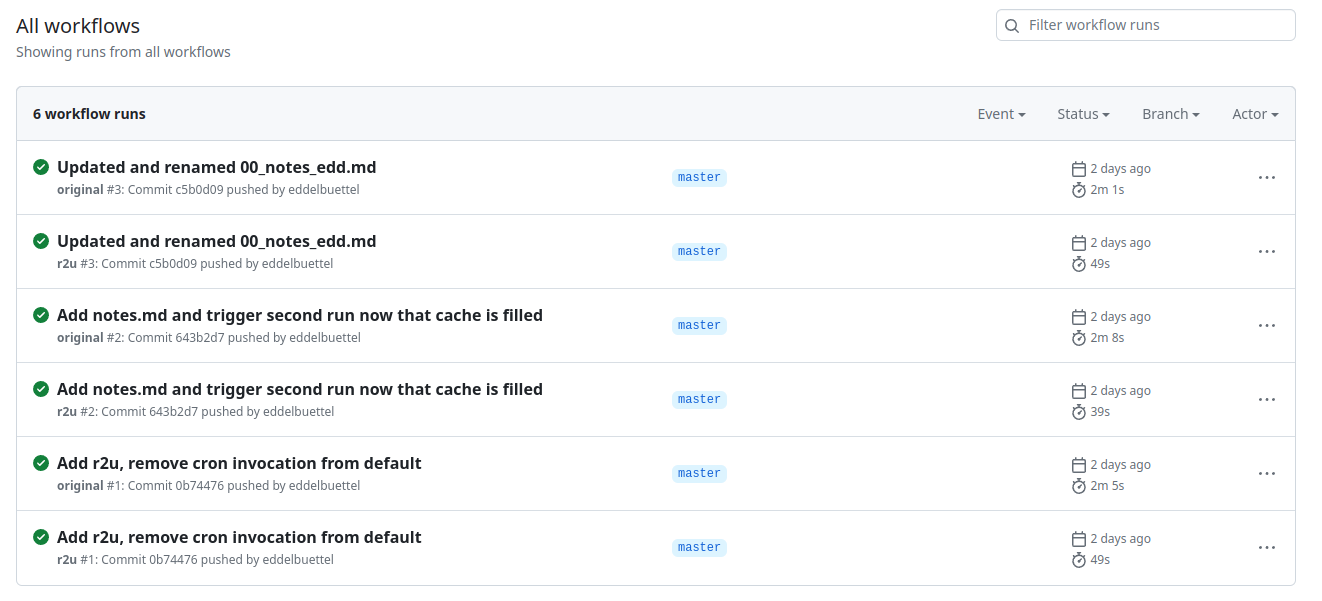 All workflows
Filter workflow runs
Showing runs from all workflows
6 workflow runs
Event Status Branch Actor
Updated and renamed 00_notes_edd.md
original #3: Commit c5b0d09 pushed by eddelbuettel
master
2 days ago
2m 1s
Updated and renamed 00_notes_edd.md
r2u #3: Commit c5b0d09 pushed by eddelbuettel
master
2 days ago
49s
Add notes.md and trigger second run now that cache is filled
original #2: Commit 643b2d7 pushed by eddelbuettel
master
2 days ago
2m 8s
Add notes.md and trigger second run now that cache is filled
r2u #2: Commit 643b2d7 pushed by eddelbuettel
master
2 days ago
39s
Add r2u, remove cron invocation from default
original #1: Commit 0b74476 pushed by eddelbuettel
master
2 days ago
2m 5s
Add r2u, remove cron invocation from default
r2u #1: Commit 0b74476 pushed by eddelbuettel
master
2 days ago
49s